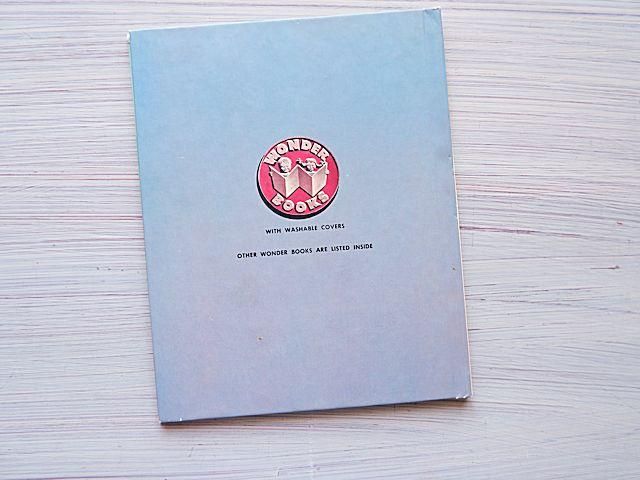 WONDER
BOOKS
WITH WASHABLE COVERS
OTHER WONDER BOOKS ARE LISTED INSIDE